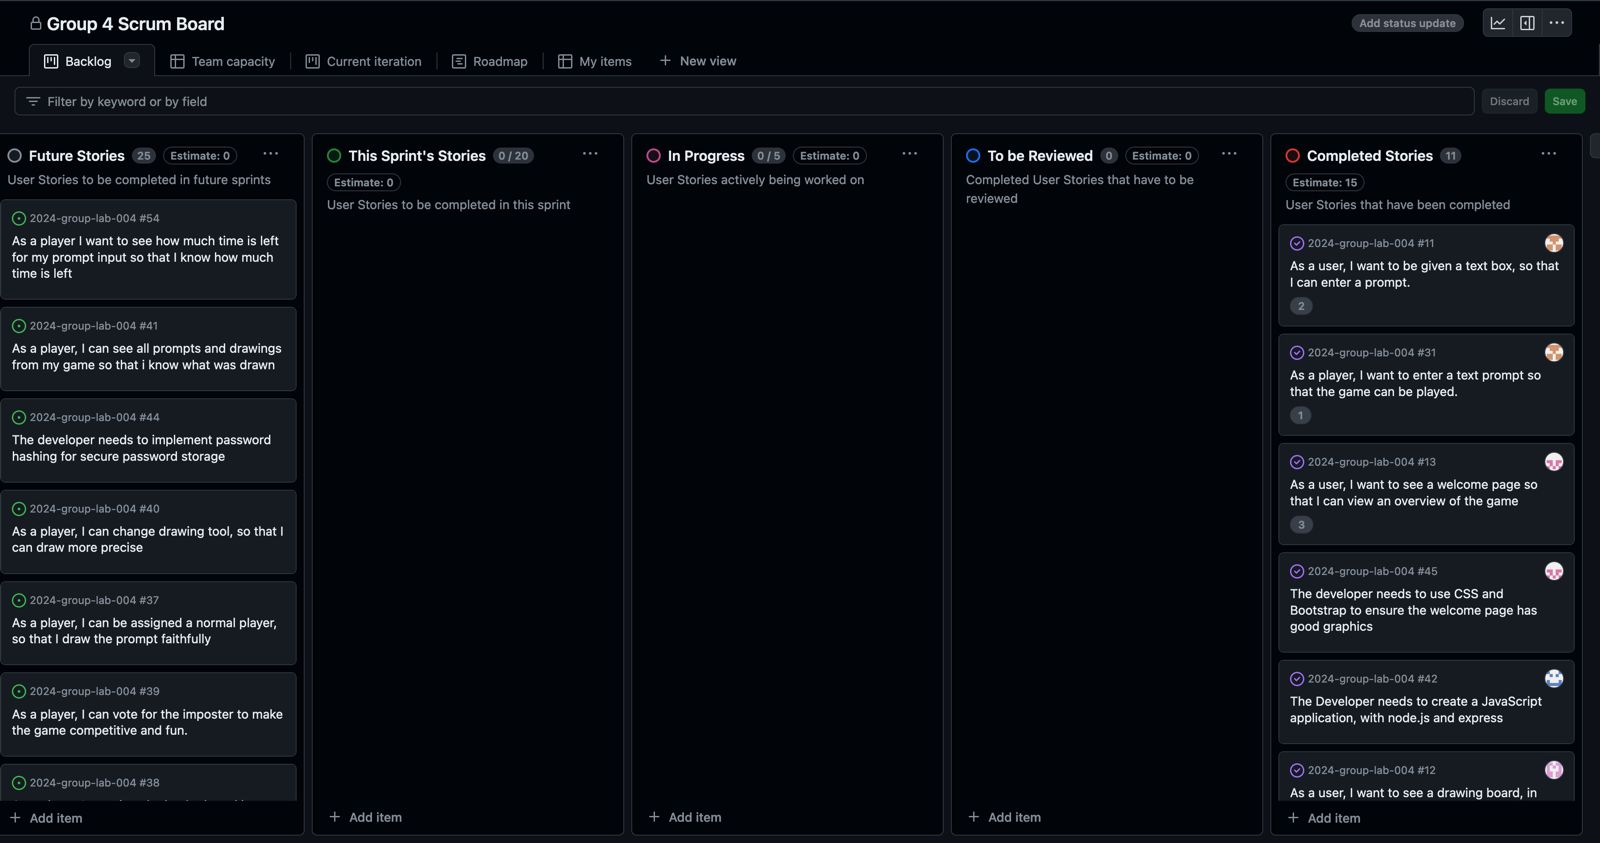 Group 4 Scrum Board
Add status update
Backlog
Team capacity
Current iteration
Roadmap
My items
New view
Filter by keyword or by field
Discard
Save
Future Stories 25 Estimate: 0
User Stories to be completed in future sprints
2024-group-lab-004 #54
As a player I want to see how much time is left
for my prompt input so that I know how much
time is left
2024-group-lab-004 #41
As a player, I can see all prompts and drawings
from my game so that i know what was drawn
2024-group-lab-004 #44
The developer needs to implement password
hashing for secure password storage
2024-group-lab-004 #40
As a player, I can change drawing tool, so that I
can draw more precise
2024-group-lab-004 #37
As a player, I can be assigned a normal player,
so that I draw the prompt faithfully
2024-group-lab-004 #39
As a player, I can vote for the imposter to make
the game competitive and fun.
2024-group-lab-004 #38
Add item
This Sprint's Stories 0 / 20
Estimate: 0
User Stories to be completed in this sprint
Add item
In Progress 0 / 5 Estimate: 0
User Stories actively being worked on
Add item
To be Reviewed 0 Estimate: 0
Completed User Stories that have to be
reviewed
Add item
Completed Stories 11
Estimate: 15
User Stories that have been completed
2024-group-lab-004 #11
As a user, I want to be given a text box, so that
I can enter a prompt.
2
2024-group-lab-004 #31
As a player, I want to enter a text prompt so
that the game can be played.
1
2024-group-lab-004 #13
As a user, I want to see a welcome page so
that I can view an overview of the game
3
2024-group-lab-004 #45
The developer needs to use CSS and
Bootstrap to ensure the welcome page has
good graphics
2024-group-lab-004 #42
The Developer needs to create a JavaScript
application, with node.js and express
2024-group-lab-004 #12
As a user, I want to see a drawing board, in
Add item